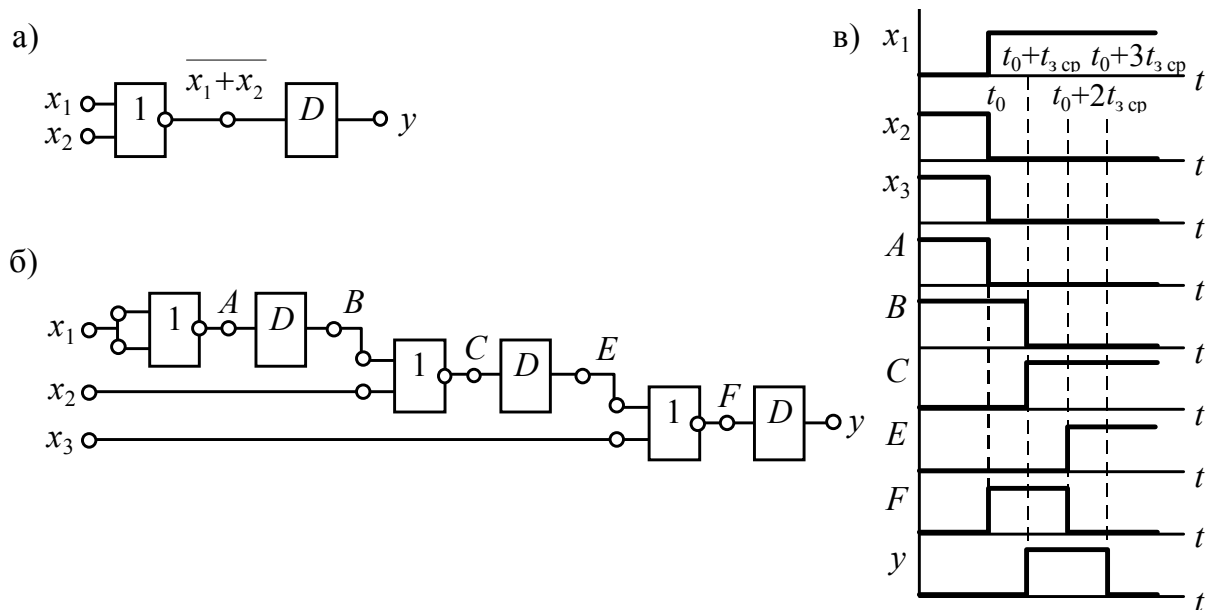 а)
x₁+x₂
x₁
x₂
1
D
y
б)
x₁
1
A
D
B
x₂
1
C
D
E
x₃
1
F
D
y
в)
x₁
t₀+tз ср t₀+3tз ср
t
t₀
t₀+2tз ср
x₂
t
x₃
t
A
t
B
t
C
t
E
t
F
t
y
t